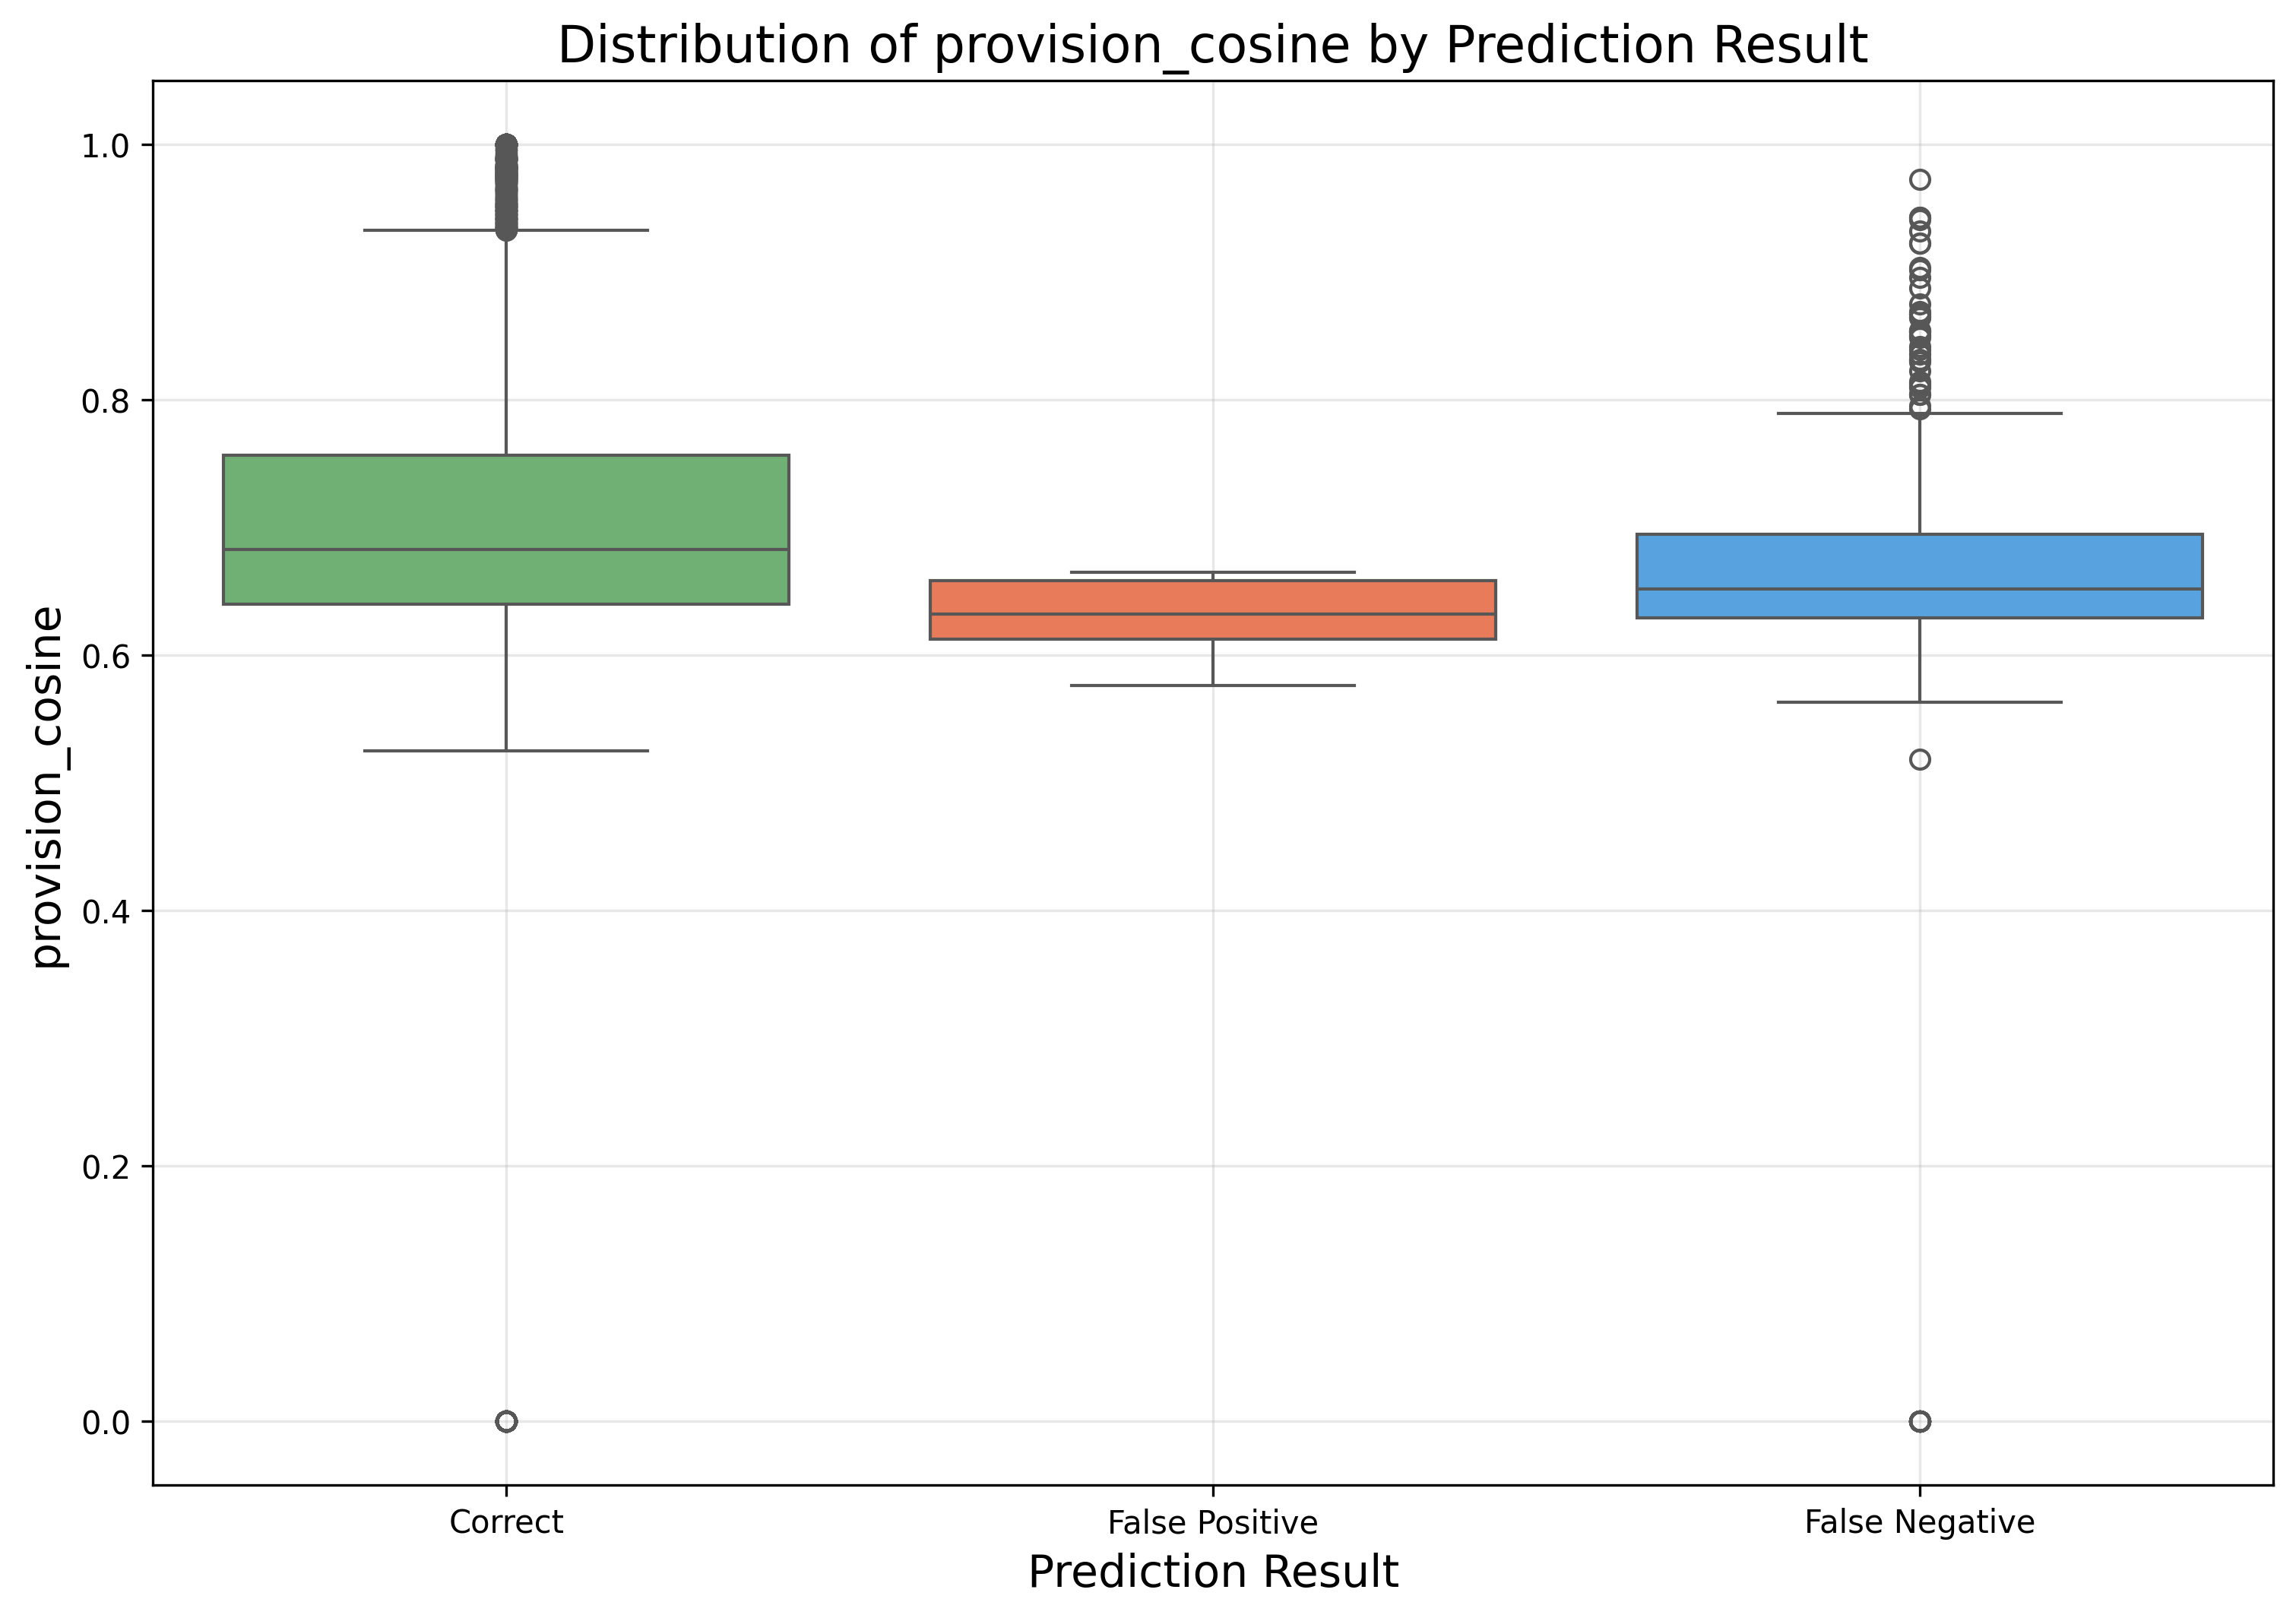 Distribution of provision_cosine by Prediction Result
1.0
0.8
0.6
0.4
0.2
0.0
provision_cosine
Correct
False Positive
False Negative
Prediction Result